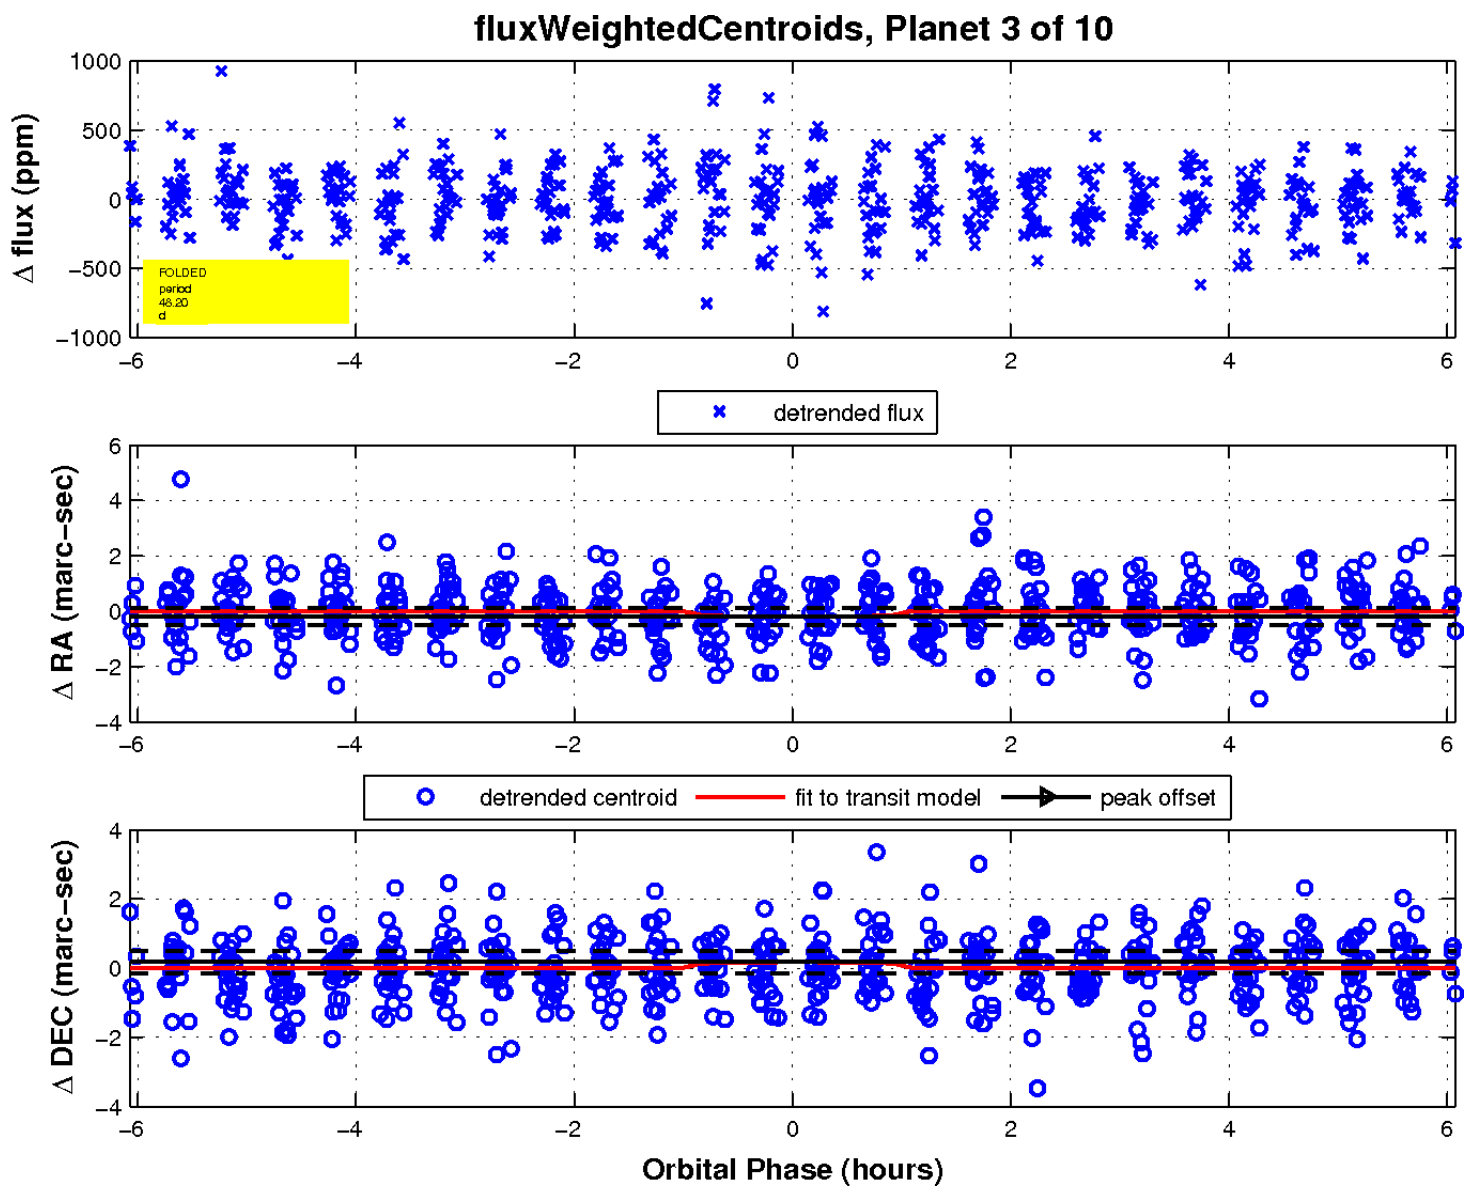 fluxWeightedCentroids, Planet 3 of 10
Δ flux (ppm)
1000
500
0
−500
−1000
FOLDED
period
48.20
d
−6 −4 −2 0 2 4 6
detrended flux
Δ RA (marc−sec)
6
4
2
0
−2
−4
−6 −4 −2 0 2 4 6
detrended centroid fit to transit model peak offset
Δ DEC (marc−sec)
4
2
0
−2
−4
−6 −4 −2 0 2 4 6
Orbital Phase (hours)